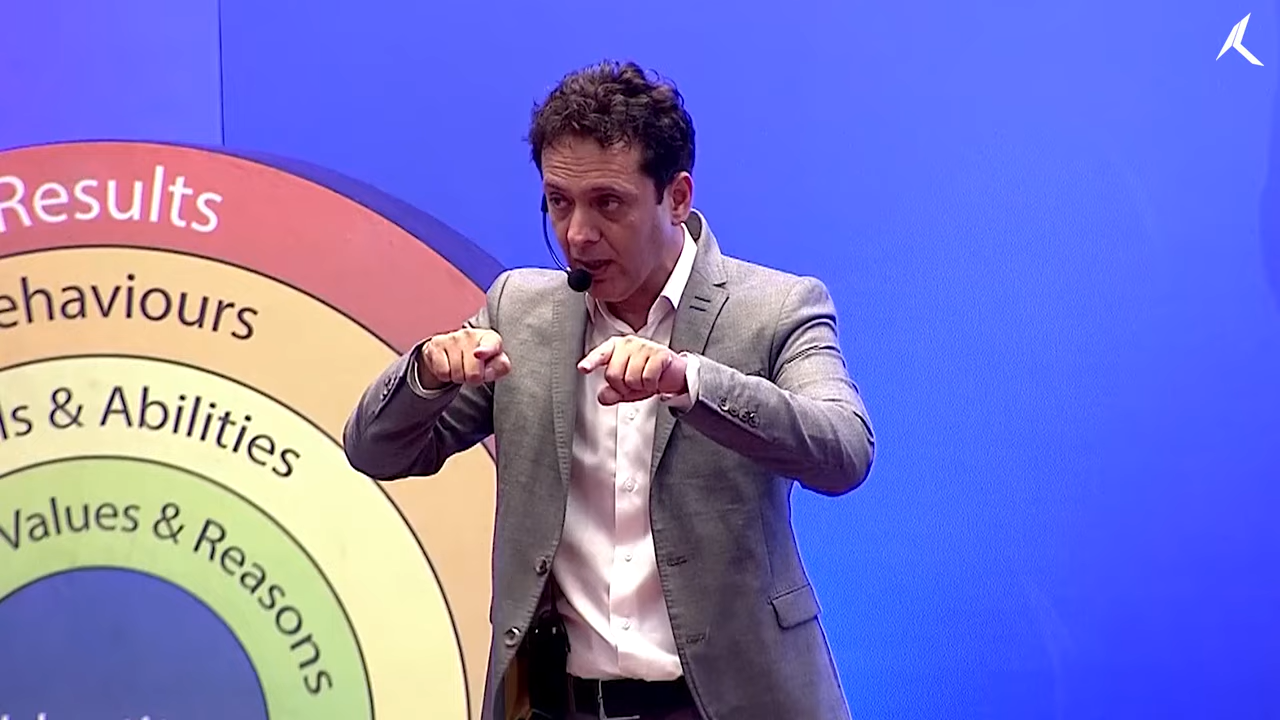 Results
ehaviours
ls & Abilities
Values & Reasons